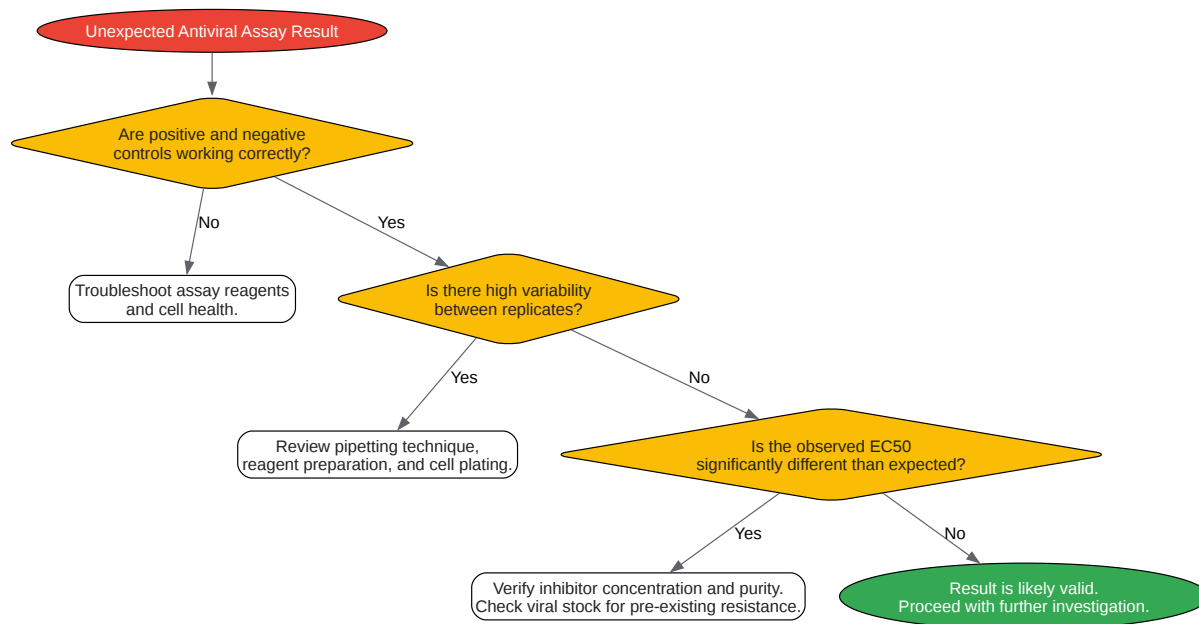 Unexpected Antiviral Assay Result
Are positive and negative
controls working correctly?
No
Yes
Troubleshoot assay reagents
and cell health.
Is there high variability
between replicates?
Yes
No
Review pipetting technique,
reagent preparation, and cell plating.
Is the observed EC50
significantly different than expected?
Yes
No
Verify inhibitor concentration and purity.
Check viral stock for pre-existing resistance.
Result is likely valid.
Proceed with further investigation.